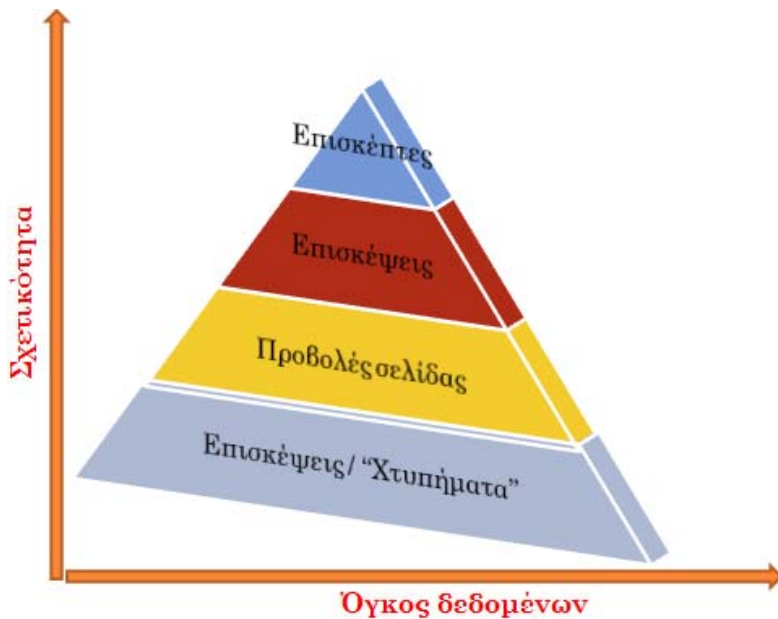 Σχετικότητα
Επισκέπτες
Επισκέψεις
Προβολές σελίδας
Επισκέψεις/ “Χτυπήματα”
Όγκος δεδομένων